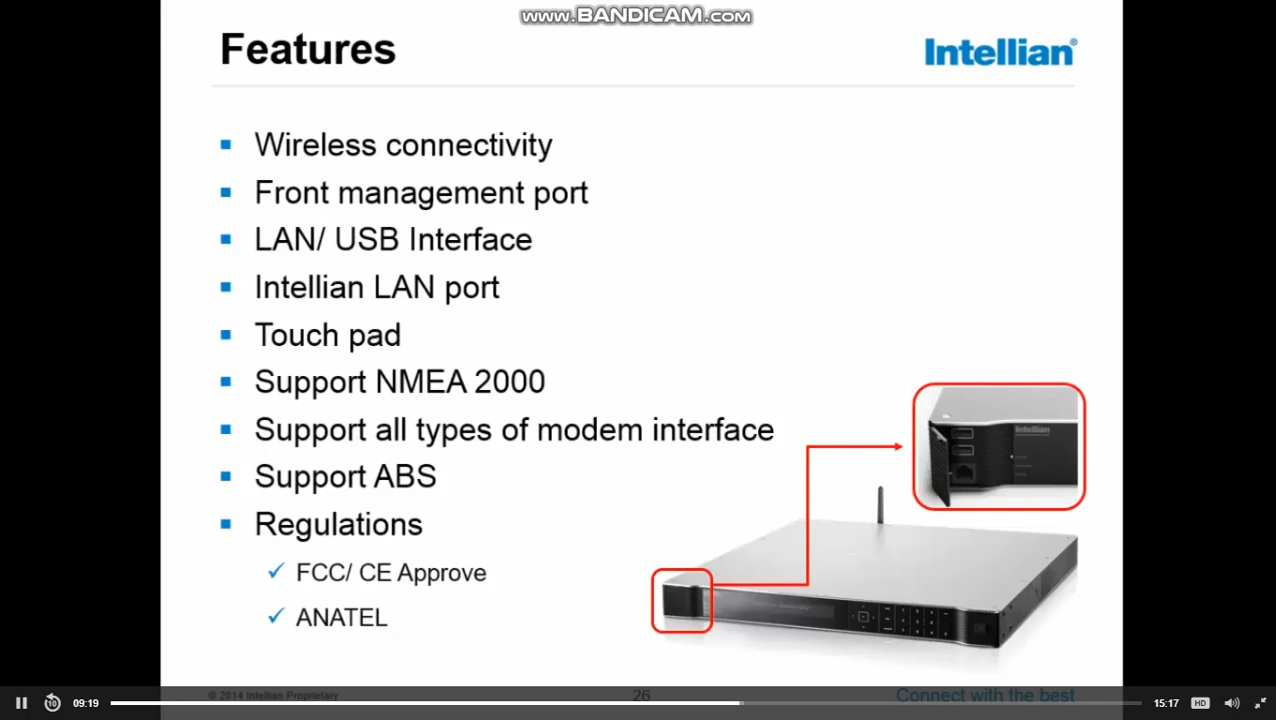 www.BANDICAM.com
Features
Intellian®
Wireless connectivity
Front management port
LAN/ USB Interface
Intellian LAN port
Touch pad
Support NMEA 2000
Support all types of modem interface
Support ABS
Regulations
✓ FCC/ CE Approve
✓ ANATEL
Intellian
© 2014 Intellian Proprietary
26
Connect with the best
10
09:19
15:17
HD